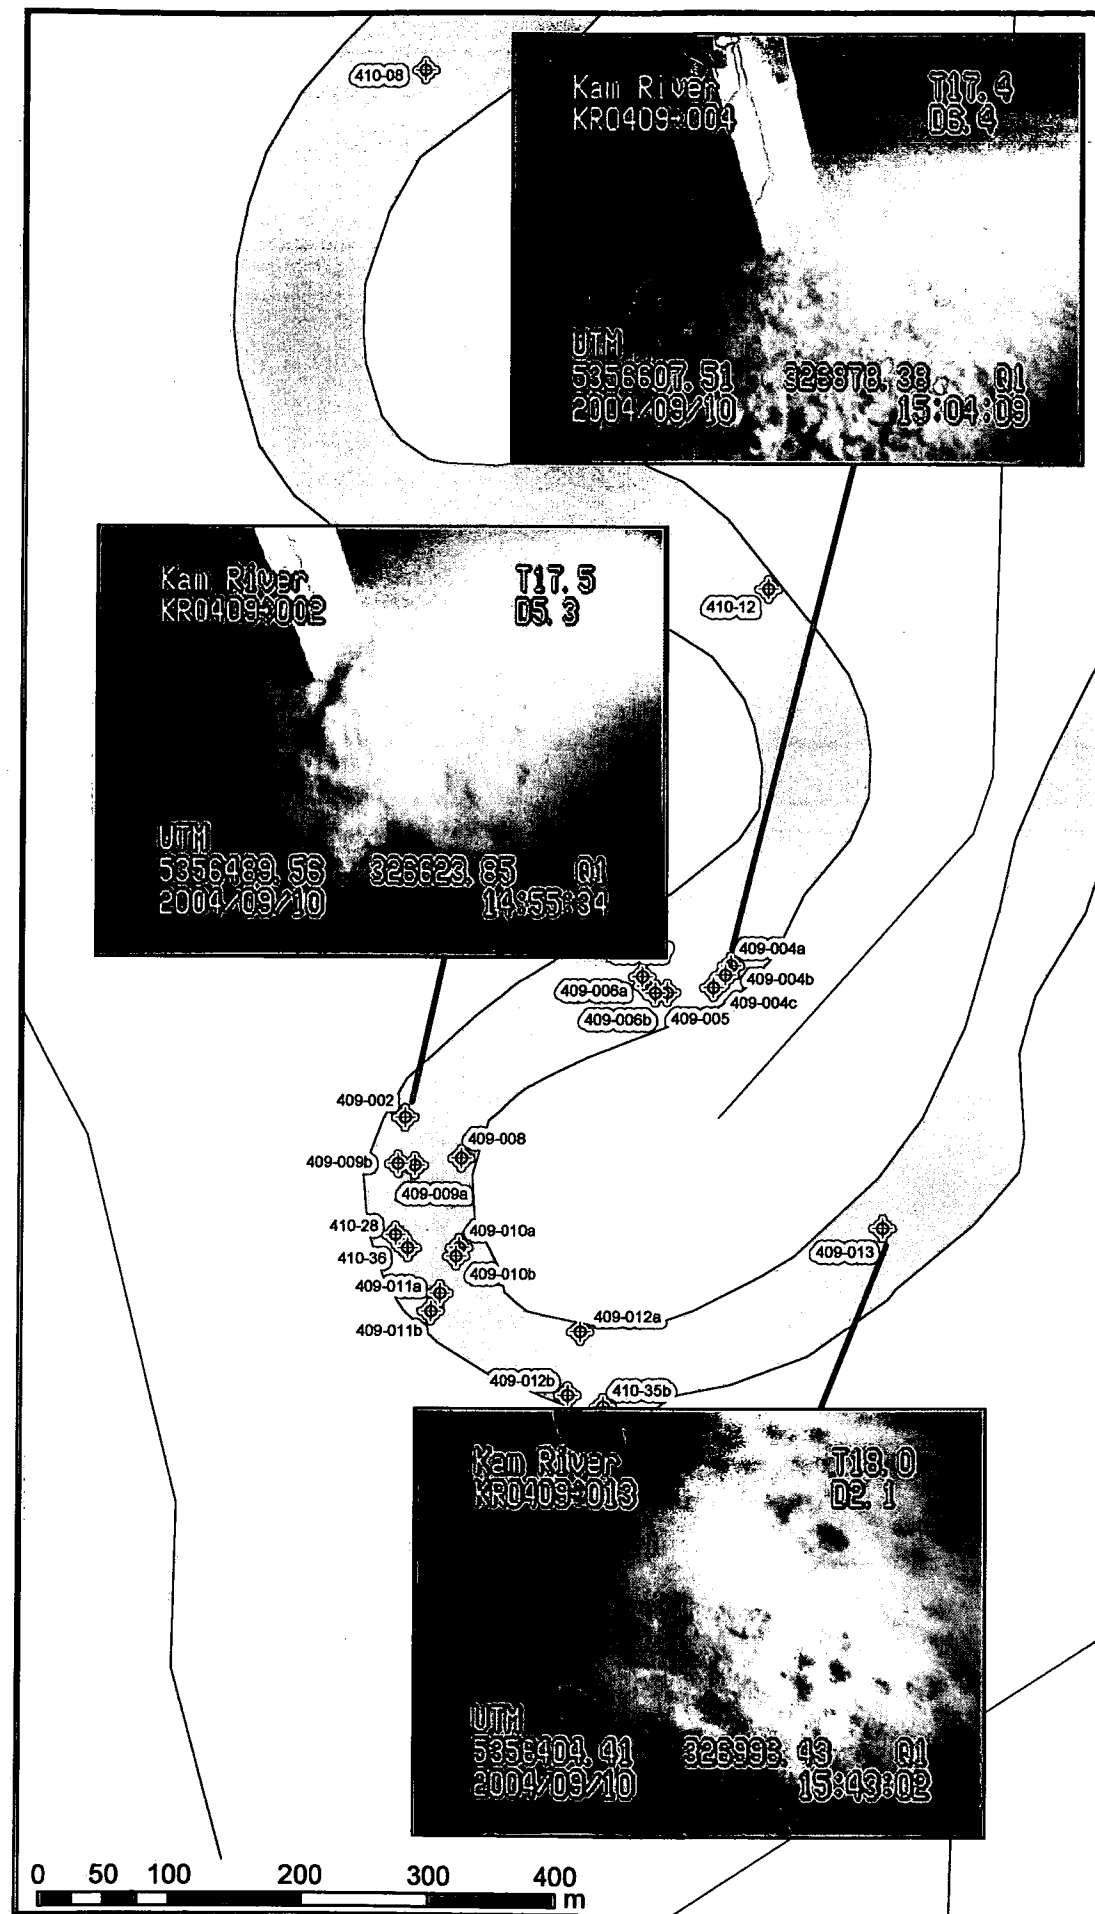 410-08
Kam River T17.4
KR0409-004 D6.4
UTM
5356607.51 326878.38 Q1
2004/09/10 15:04:09
Kam River T17.5
KR0409-002 D5.3
410-12
UTM
5356489.56 326623.85 Q1
2004/09/10 14:55:34
409-004a
409-004b
409-004c
409-006a
409-006b
409-005
409-002
409-008
409-009b
409-009a
410-28
409-010a
410-36
409-010b
409-011a
409-011b
409-012a
409-013
409-012b
410-35b
Kam River T18.0
KR0409-013 D2.1
UTM
5356404.41 326993.43 Q1
2004/09/10 15:43:02
0 50 100 200 300 400
m